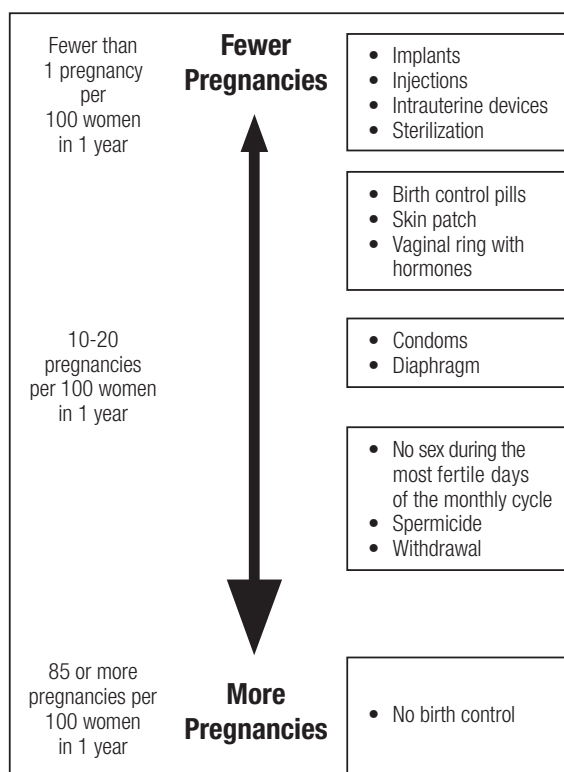 Fewer than
1 pregnancy
per
100 women
in 1 year
Fewer
Pregnancies
• Implants
• Injections
• Intrauterine devices
• Sterilization
• Birth control pills
• Skin patch
• Vaginal ring with
hormones
10-20
pregnancies
per 100 women
in 1 year
• Condoms
• Diaphragm
• No sex during the
most fertile days
of the monthly cycle
• Spermicide
• Withdrawal
85 or more
pregnancies per
100 women
in 1 year
More
Pregnancies
• No birth control